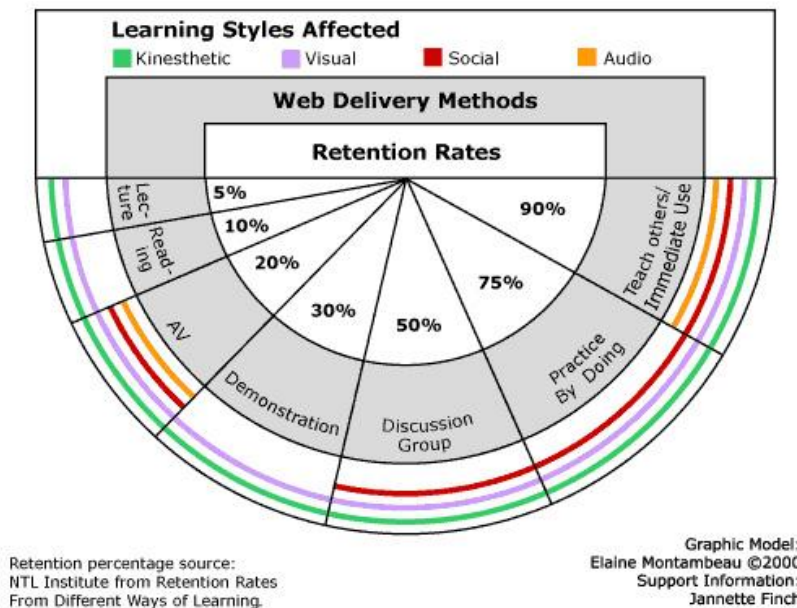 Learning Styles Affected
Kinesthetic Visual Social Audio
Web Delivery Methods
Retention Rates
Lec-
ture
5%
Read-
ing
10%
AV
20%
Demonstration
30%
Discussion
Group
50%
Practice
By Doing
75%
Teach others/
Immediate Use
90%
Retention percentage source:
NTL Institute from Retention Rates
From Different Ways of Learning.
Graphic Model:
Elaine Montambeau ©2000
Support Information:
Jannette Finch